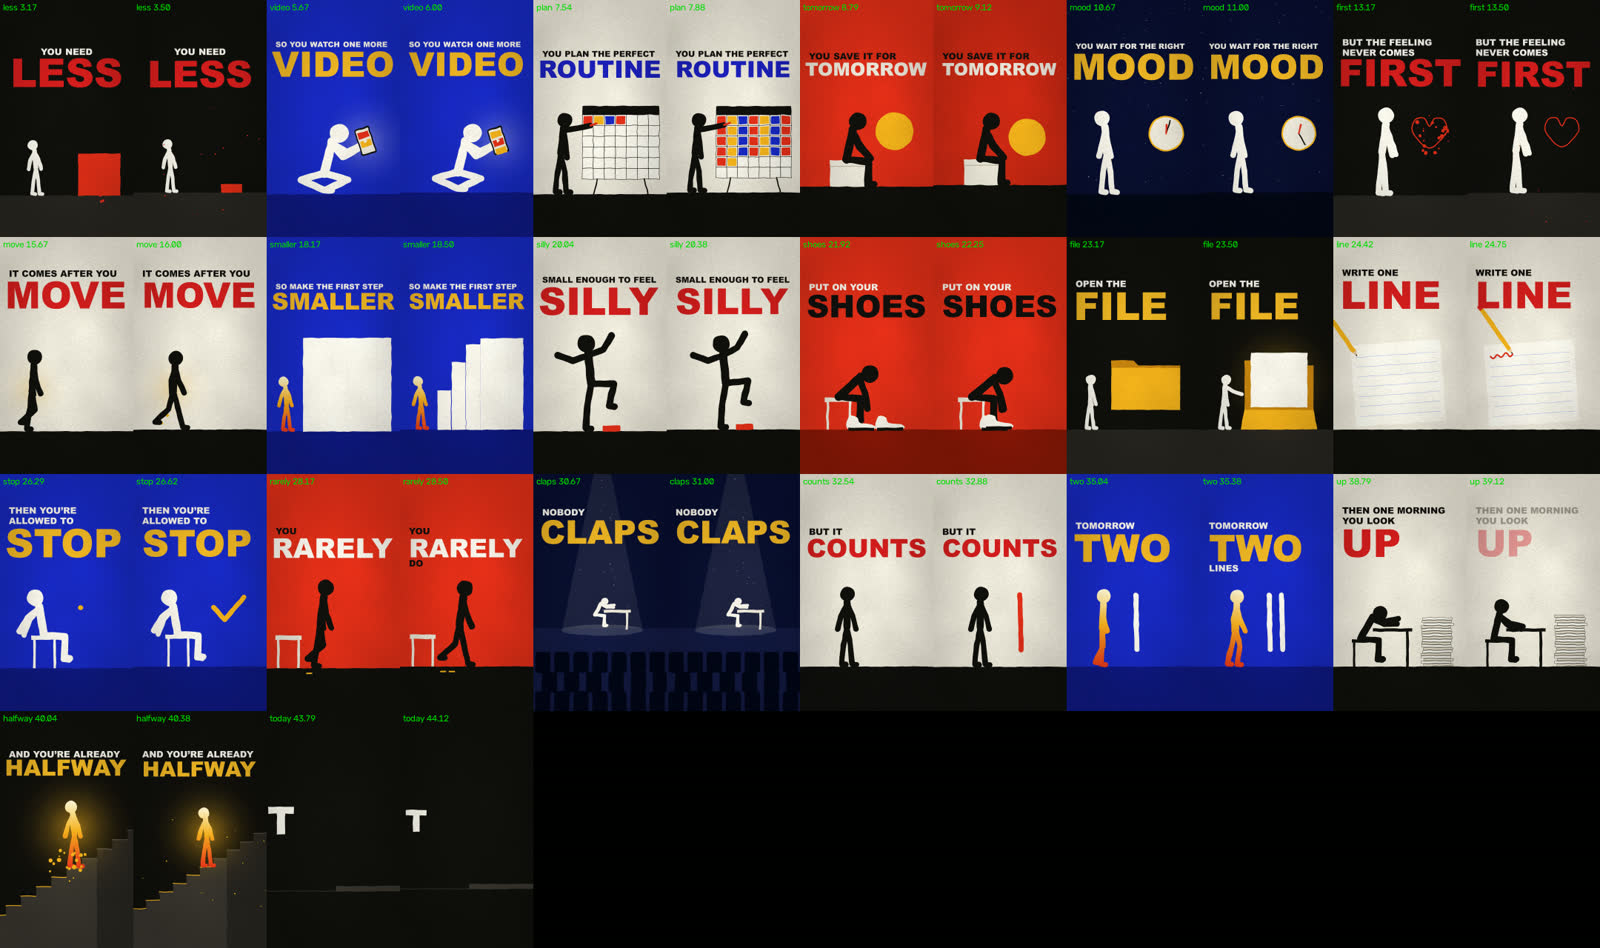 less 3.17
less 3.50
YOU NEED
LESS
YOU NEED
LESS
video 5.67
video 6.00
SO YOU WATCH ONE MORE
VIDEO
SO YOU WATCH ONE MORE
VIDEO
plan 7.54
plan 7.88
YOU PLAN THE PERFECT
ROUTINE
YOU PLAN THE PERFECT
ROUTINE
tomorrow 8.79
tomorrow 9.12
YOU SAVE IT FOR
TOMORROW
YOU SAVE IT FOR
TOMORROW
mood 10.67
mood 11.00
YOU WAIT FOR THE RIGHT
MOOD
YOU WAIT FOR THE RIGHT
MOOD
first 13.17
first 13.50
BUT THE FEELING
NEVER COMES
FIRST
BUT THE FEELING
NEVER COMES
FIRST
move 15.67
move 16.00
IT COMES AFTER YOU
MOVE
IT COMES AFTER YOU
MOVE
smaller 18.17
smaller 18.50
SO MAKE THE FIRST STEP
SMALLER
SO MAKE THE FIRST STEP
SMALLER
silly 20.04
silly 20.38
SMALL ENOUGH TO FEEL
SILLY
SMALL ENOUGH TO FEEL
SILLY
shoes 21.92
shoes 22.25
PUT ON YOUR
SHOES
PUT ON YOUR
SHOES
file 23.17
file 23.50
OPEN THE
FILE
OPEN THE
FILE
line 24.42
line 24.75
WRITE ONE
LINE
WRITE ONE
LINE
stop 26.29
stop 26.62
THEN YOU'RE
ALLOWED TO
STOP
THEN YOU'RE
ALLOWED TO
STOP
rarely 28.17
rarely 28.50
YOU
RARELY
YOU
RARELY
DO
claps 30.67
claps 31.00
NOBODY
CLAPS
NOBODY
CLAPS
counts 32.54
counts 32.88
BUT IT
COUNTS
BUT IT
COUNTS
two 35.04
two 35.38
TOMORROW
TWO
TOMORROW
TWO
LINES
up 38.79
up 39.12
THEN ONE MORNING
YOU LOOK
UP
THEN ONE MORNING
YOU LOOK
UP
halfway 40.04
halfway 40.38
AND YOU'RE ALREADY
HALFWAY
AND YOU'RE ALREADY
HALFWAY
today 43.79
today 44.12
T
T